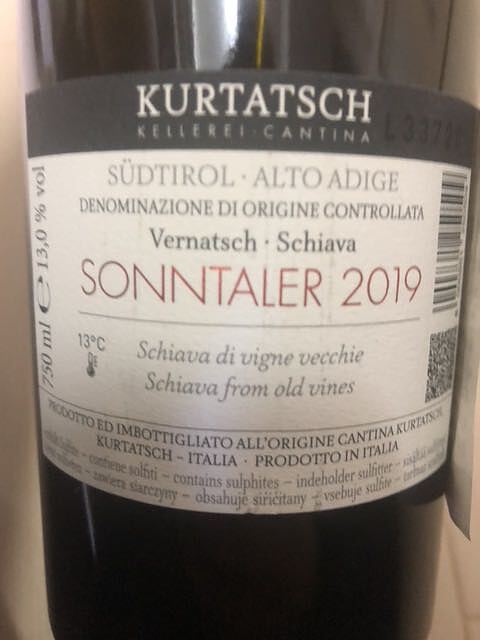 KURTATSCH
KELLEREI · CANTINA
SÜDTIROL · ALTO ADIGE
DENOMINAZIONE DI ORIGINE CONTROLLATA
Vernatsch · Schiava
SONNTALER 2019
13°C
Schiava di vigne vecchie
Schiava from old vines
750 ml e 13,0 % vol
PRODOTTO ED IMBOTTIGLIATO ALL'ORIGINE CANTINA KURTATSCH,
KURTATSCH – ITALIA · PRODOTTO IN ITALIA
– contiene solfiti – contains sulphites – indeholder sulfitter –
– zawiera siarczyny – obsahuje siřičitany – vsebuje sulfite –